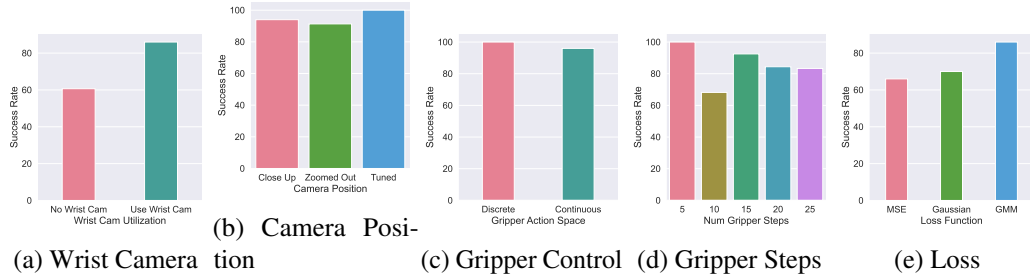 Success Rate
80
60
40
20
0
No Wrist Cam Use Wrist Cam
Wrist Cam Utilization
(a) Wrist Camera
Success Rate
100
80
60
40
20
0
Close Up Zoomed Out Tuned
Camera Position
(b) Camera Posi-
tion
Success Rate
100
80
60
40
20
0
Discrete Continuous
Gripper Action Space
(c) Gripper Control
Success Rate
100
80
60
40
20
0
5 10 15 20 25
Num Gripper Steps
(d) Gripper Steps
Success Rate
80
60
40
20
0
MSE Gaussian GMM
Loss Function
(e) Loss